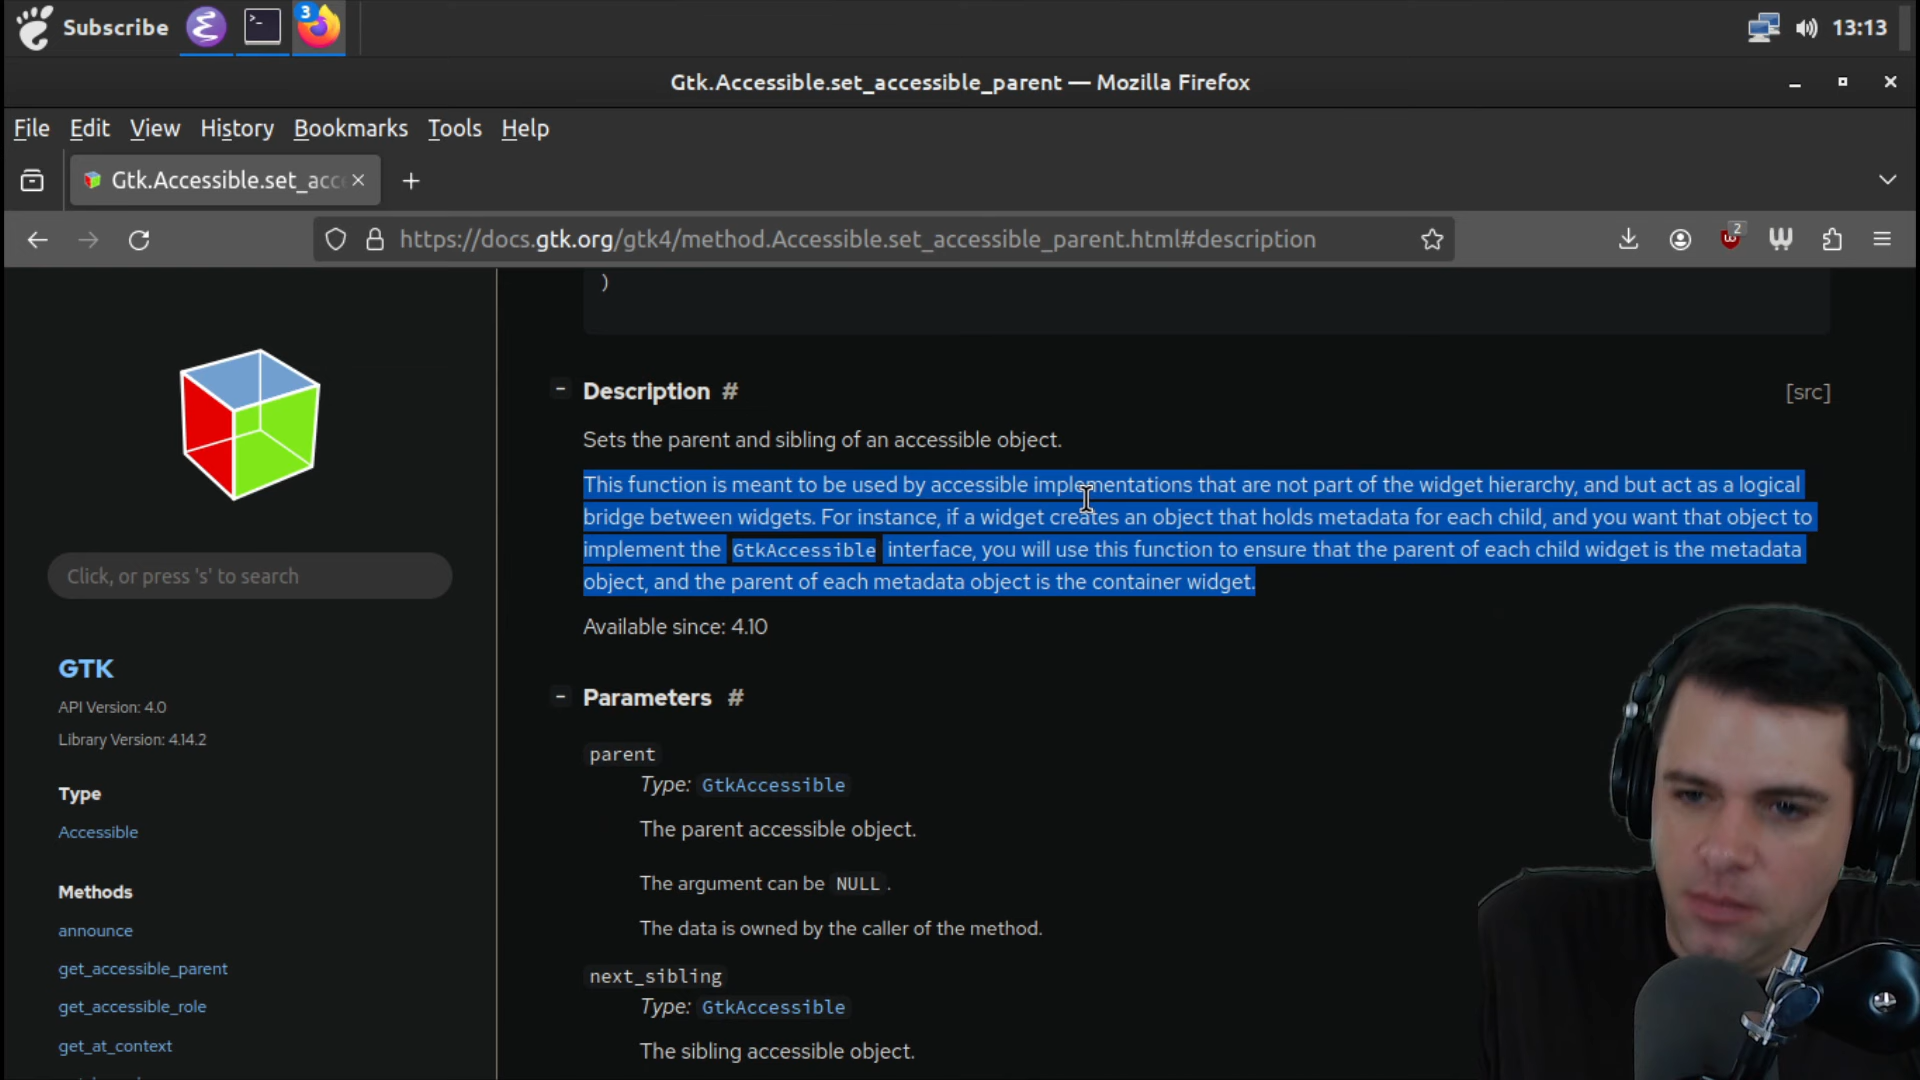 Subscribe
3
13:13
Gtk.Accessible.set_accessible_parent — Mozilla Firefox
File Edit View History Bookmarks Tools Help
Gtk.Accessible.set_acc
https://docs.gtk.org/gtk4/method.Accessible.set_accessible_parent.html#description
2
)
Description #
[src]
Sets the parent and sibling of an accessible object.
This function is meant to be used by accessible implementations that are not part of the widget hierarchy, and but act as a logical
bridge between widgets. For instance, if a widget creates an object that holds metadata for each child, and you want that object to
implement the GtkAccessible interface, you will use this function to ensure that the parent of each child widget is the metadata
object, and the parent of each metadata object is the container widget.
Available since: 4.10
Parameters #
parent
Type: GtkAccessible
The parent accessible object.
The argument can be NULL.
The data is owned by the caller of the method.
next_sibling
Type: GtkAccessible
The sibling accessible object.
Click, or press 's' to search
GTK
API Version: 4.0
Library Version: 4.14.2
Type
Accessible
Methods
announce
get_accessible_parent
get_accessible_role
get_at_context